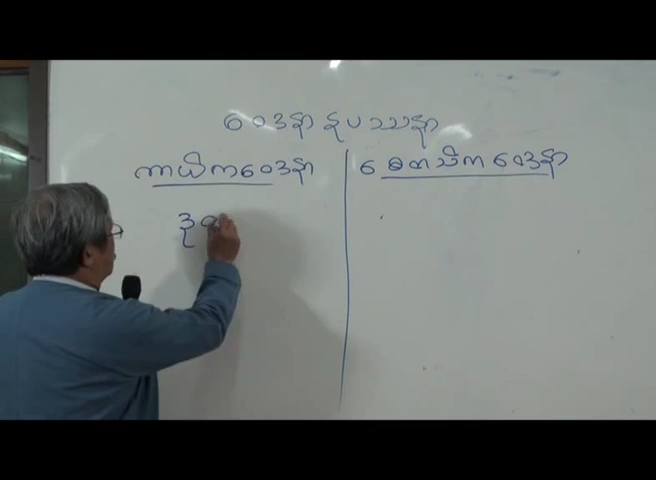 ဝေဒနာ နုပဿနာ
ကာယိကဝေဒနာ
စေတသိက ဝေဒနာ
ဒု